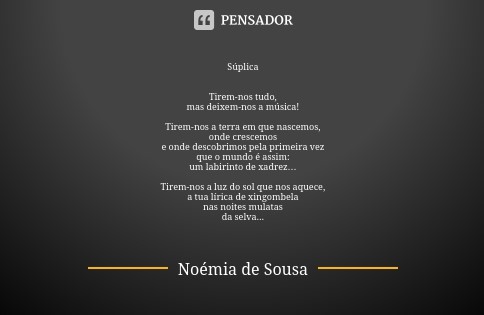 PENSADOR
Súplica
Tirem-nos tudo,
mas deixem-nos a música!
Tirem-nos a terra em que nascemos,
onde crescemos
e onde descobrimos pela primeira vez
que o mundo é assim:
um labirinto de xadrez…
Tirem-nos a luz do sol que nos aquece,
a tua lírica de xingombela
nas noites mulatas
da selva...
Noémia de Sousa